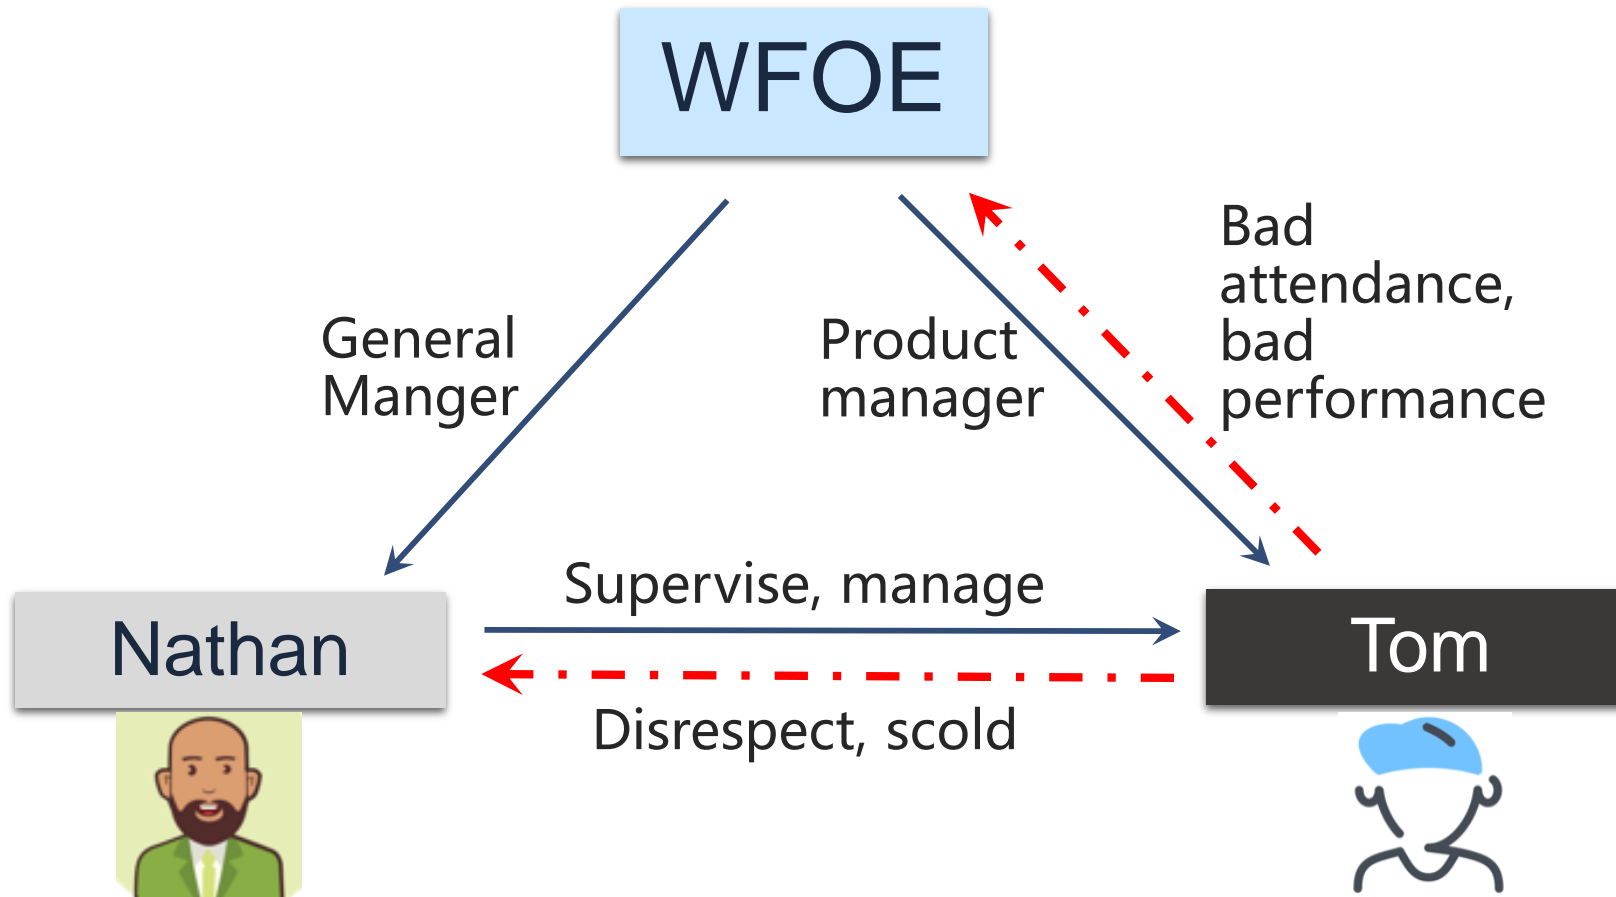 WFOE
General
Manger
Product
manager
Bad
attendance,
bad
performance
Supervise, manage
Nathan
Tom
Disrespect, scold